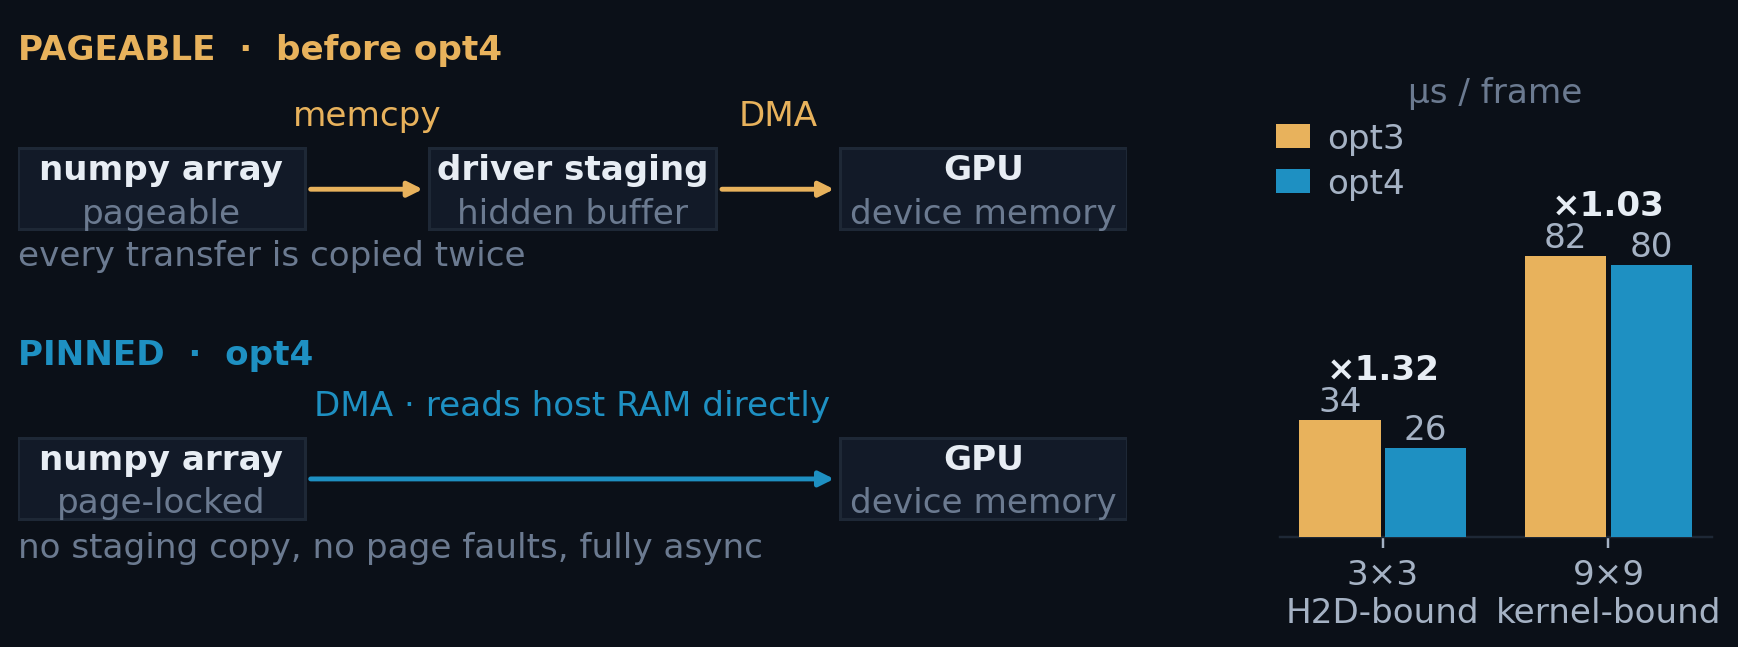 PAGEABLE · before opt4
memcpy
DMA
numpy array
pageable
driver staging
hidden buffer
GPU
device memory
every transfer is copied twice
PINNED · opt4
DMA · reads host RAM directly
numpy array
page-locked
GPU
device memory
no staging copy, no page faults, fully async
µs / frame
opt3
opt4
×1.32
34
26
×1.03
82
80
3×3
H2D-bound
9×9
kernel-bound